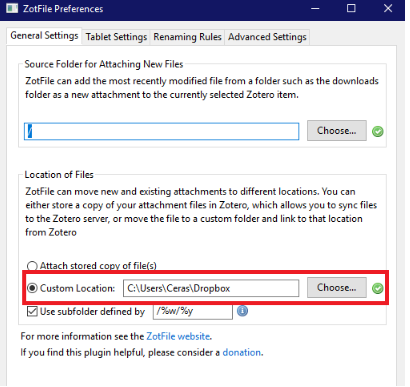 ZotFile Preferences
General Settings Tablet Settings Renaming Rules Advanced Settings
Source Folder for Attaching New Files
ZotFile can add the most recently modified file from a folder such as the downloads
folder as a new attachment to the currently selected Zotero item.
/ Choose...
Location of Files
ZotFile can move new and existing attachments to different locations. You can
either store a copy of your attachment files in Zotero, which allows you to sync files
to the Zotero server, or move the file to a custom folder and link to that location
from Zotero
Attach stored copy of file(s)
Custom Location: C:\Users\Ceras\Dropbox Choose...
Use subfolder defined by /%w/%y
For more information see the ZotFile website.
If you find this plugin helpful, please consider a donation.